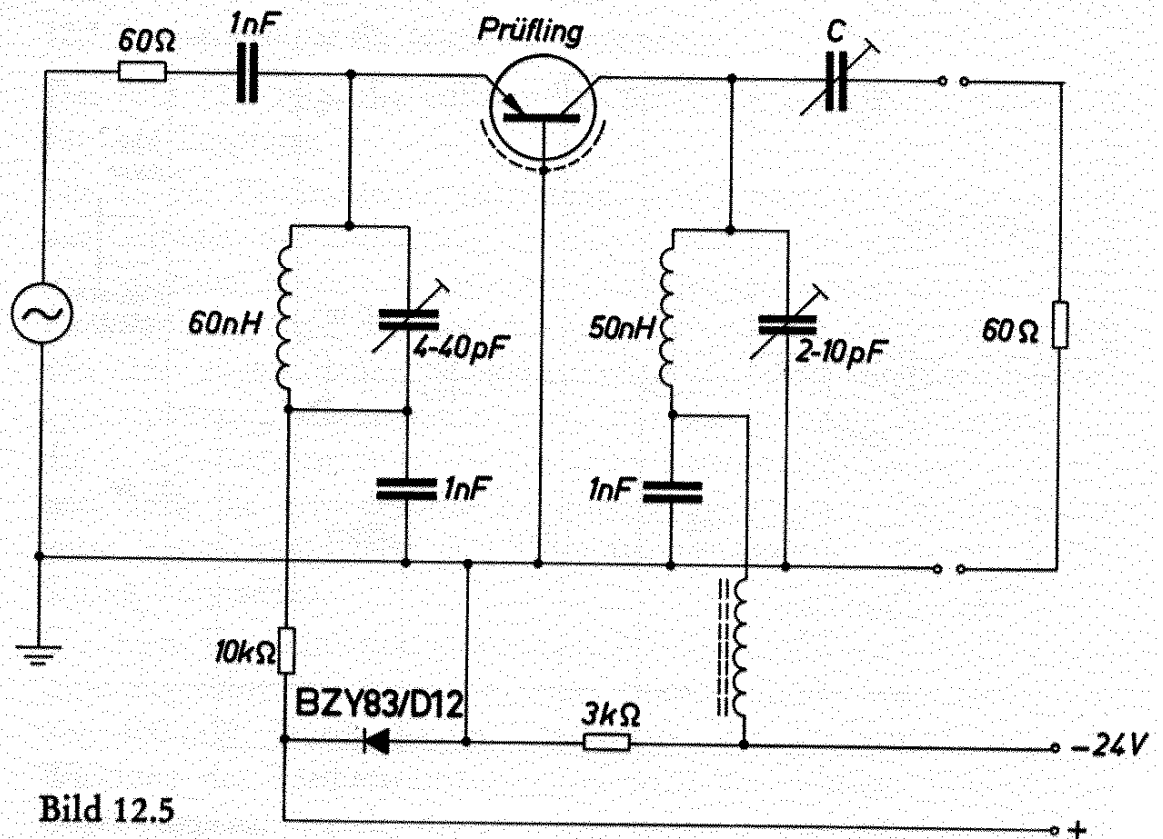 1nF
Prüfling
C
60Ω
60nH
4-40pF
50nH
2-10pF
60Ω
1nF
1nF
10kΩ
BZY83/D12
3kΩ
-24V
Bild 12.5
+